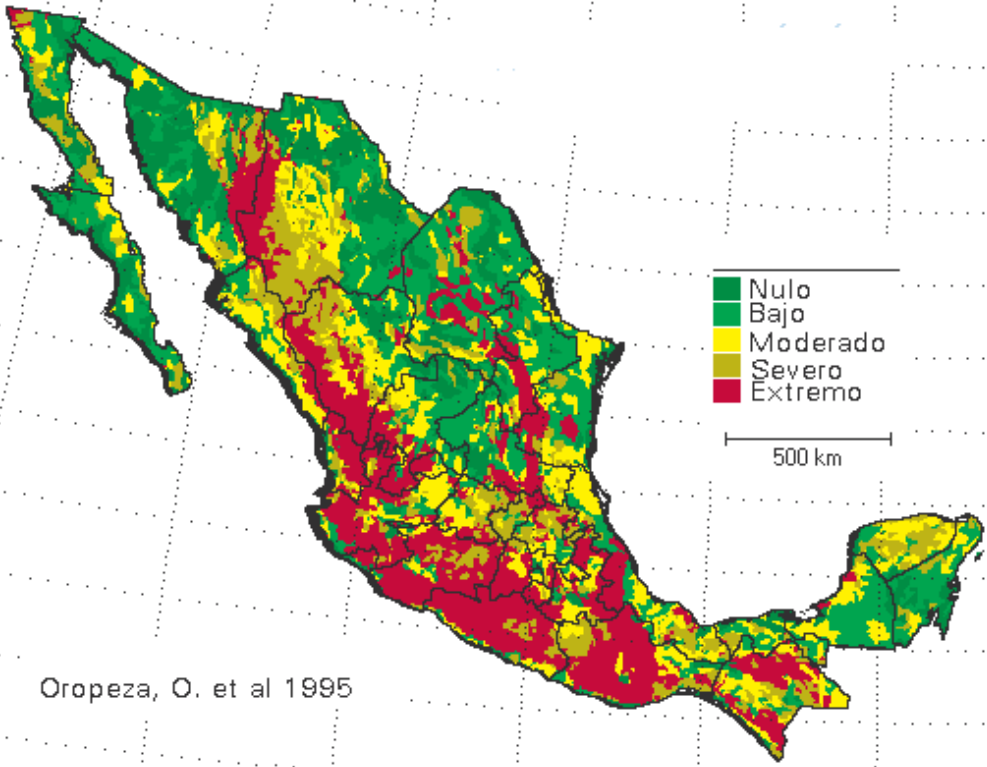 Nulo
Bajo
Moderado
Severo
Extremo
500 km
Oropeza, O. et al 1995